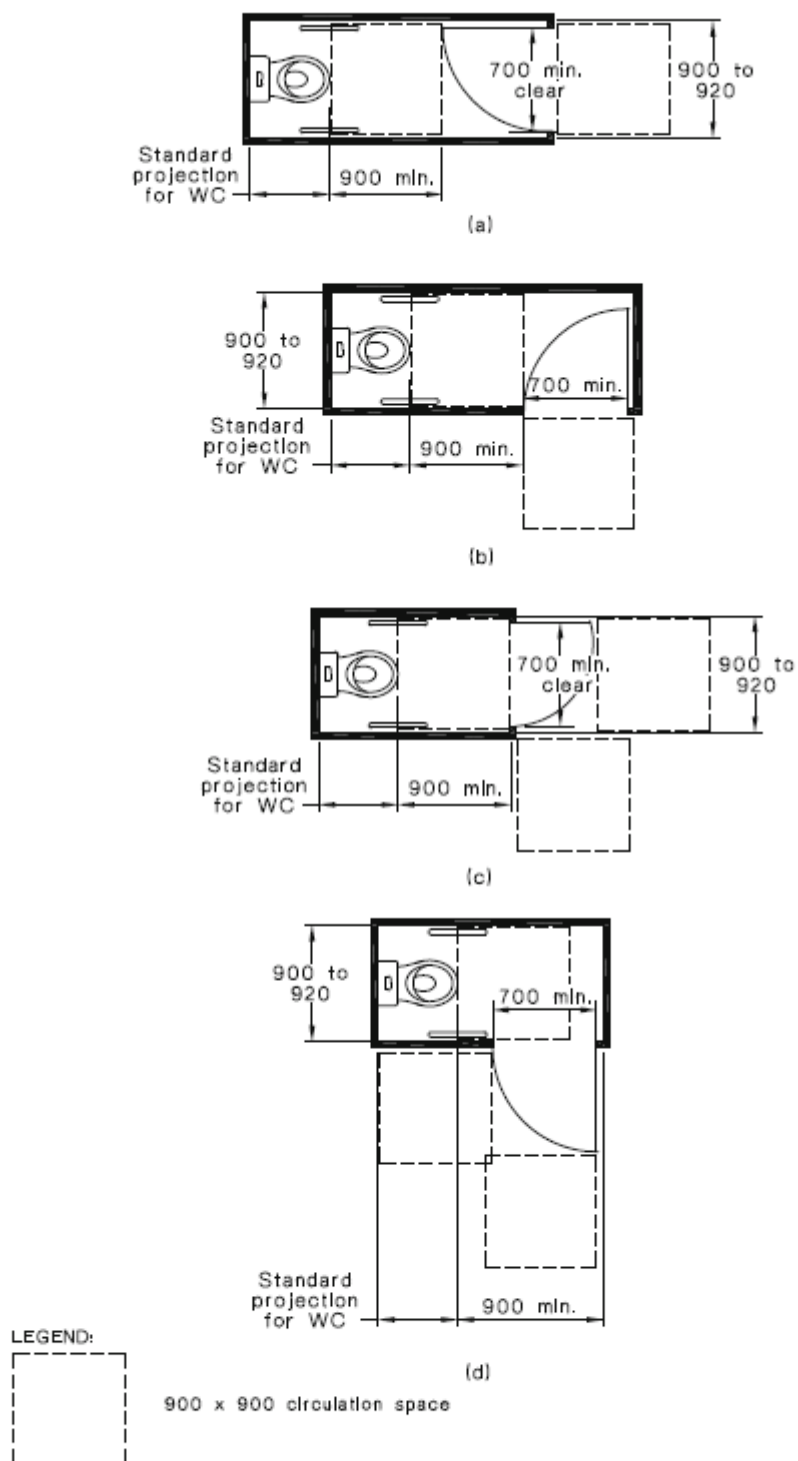 700 min.
clear
900 to
920
Standard
projection
for WC
900 min.
(a)
900 to
920
700 min.
Standard
projection
for WC
900 min.
(b)
700 min.
clear
900 to
920
Standard
projection
for WC
900 min.
(c)
900 to
920
700 min.
Standard
projection
for WC
900 min.
(d)
LEGEND:
900 x 900 circulation space